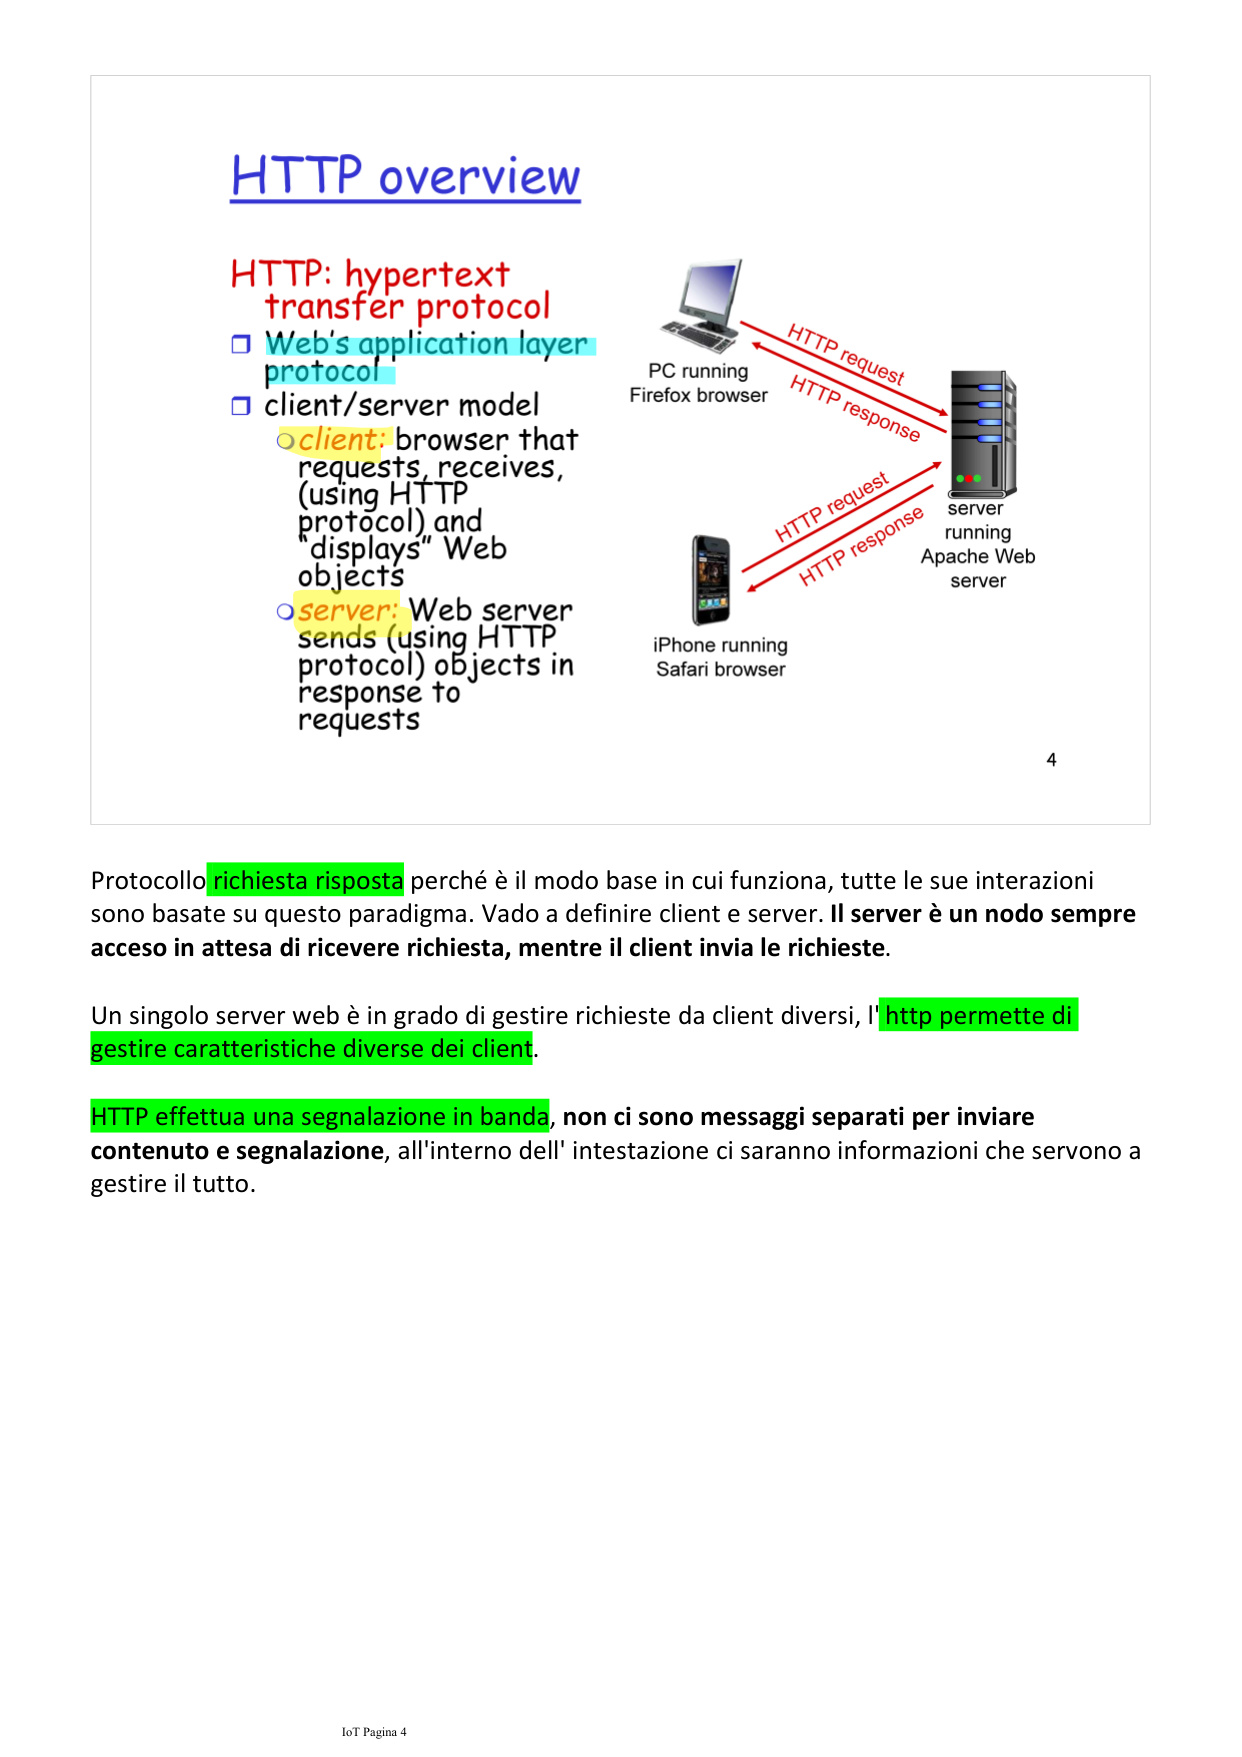 HTTP overview
HTTP: hypertext
transfer protocol
Web's application layer
protocol
client/server model
client: browser that
requests, receives,
(using HTTP
protocol) and
"displays" Web
objects
server: Web server
sends (using HTTP
protocol) objects in
response to
requests
PC running
Firefox browser
HTTP request
HTTP response
server
running
Apache Web
server
HTTP request
HTTP response
iPhone running
Safari browser
4
Protocollo richiesta risposta perché è il modo base in cui funziona, tutte le sue interazioni
sono basate su questo paradigma. Vado a definire client e server. Il server è un nodo sempre
acceso in attesa di ricevere richiesta, mentre il client invia le richieste.
Un singolo server web è in grado di gestire richieste da client diversi, l' http permette di
gestire caratteristiche diverse dei client.
HTTP effettua una segnalazione in banda, non ci sono messaggi separati per inviare
contenuto e segnalazione, all'interno dell' intestazione ci saranno informazioni che servono a
gestire il tutto.
IoT Pagina 4